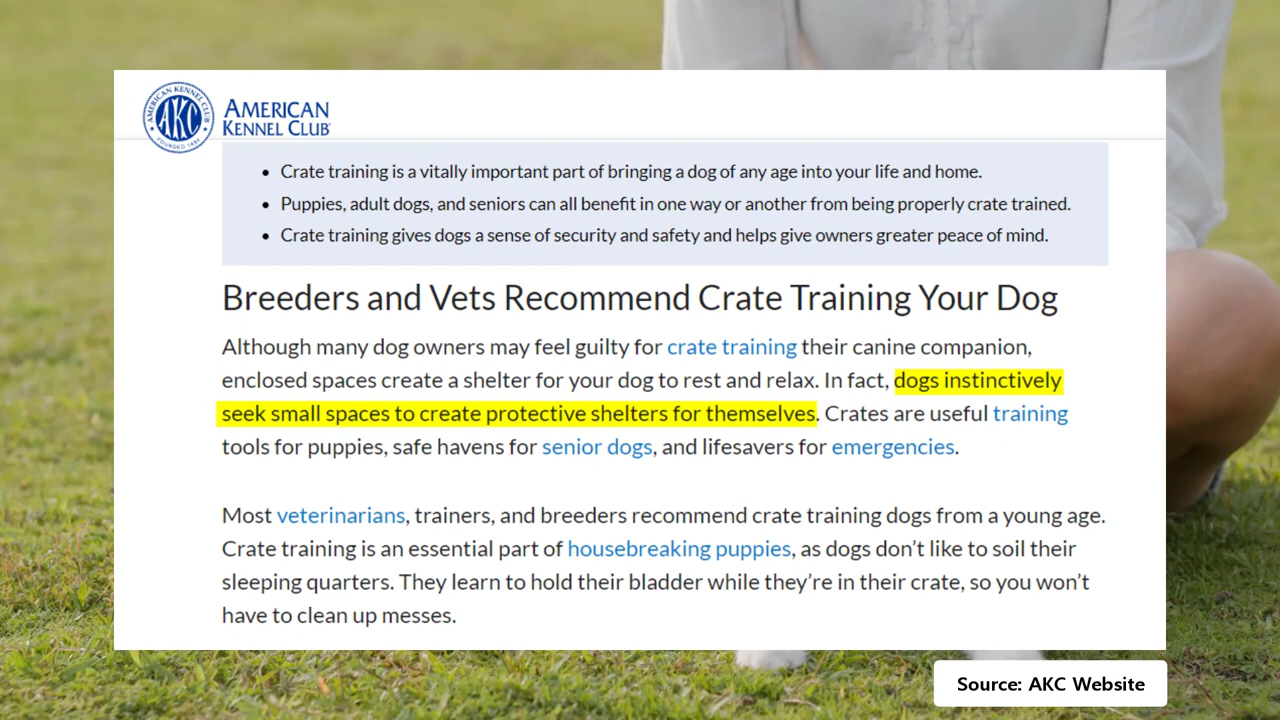 AMERICAN KENNEL CLUB
AKC
FOUNDED 1884
AMERICAN
KENNEL CLUB
• Crate training is a vitally important part of bringing a dog of any age into your life and home.
• Puppies, adult dogs, and seniors can all benefit in one way or another from being properly crate trained.
• Crate training gives dogs a sense of security and safety and helps give owners greater peace of mind.
Breeders and Vets Recommend Crate Training Your Dog
Although many dog owners may feel guilty for crate training their canine companion,
enclosed spaces create a shelter for your dog to rest and relax. In fact, dogs instinctively
seek small spaces to create protective shelters for themselves. Crates are useful training
tools for puppies, safe havens for senior dogs, and lifesavers for emergencies.
Most veterinarians, trainers, and breeders recommend crate training dogs from a young age.
Crate training is an essential part of housebreaking puppies, as dogs don’t like to soil their
sleeping quarters. They learn to hold their bladder while they’re in their crate, so you won’t
have to clean up messes.
Source: AKC Website